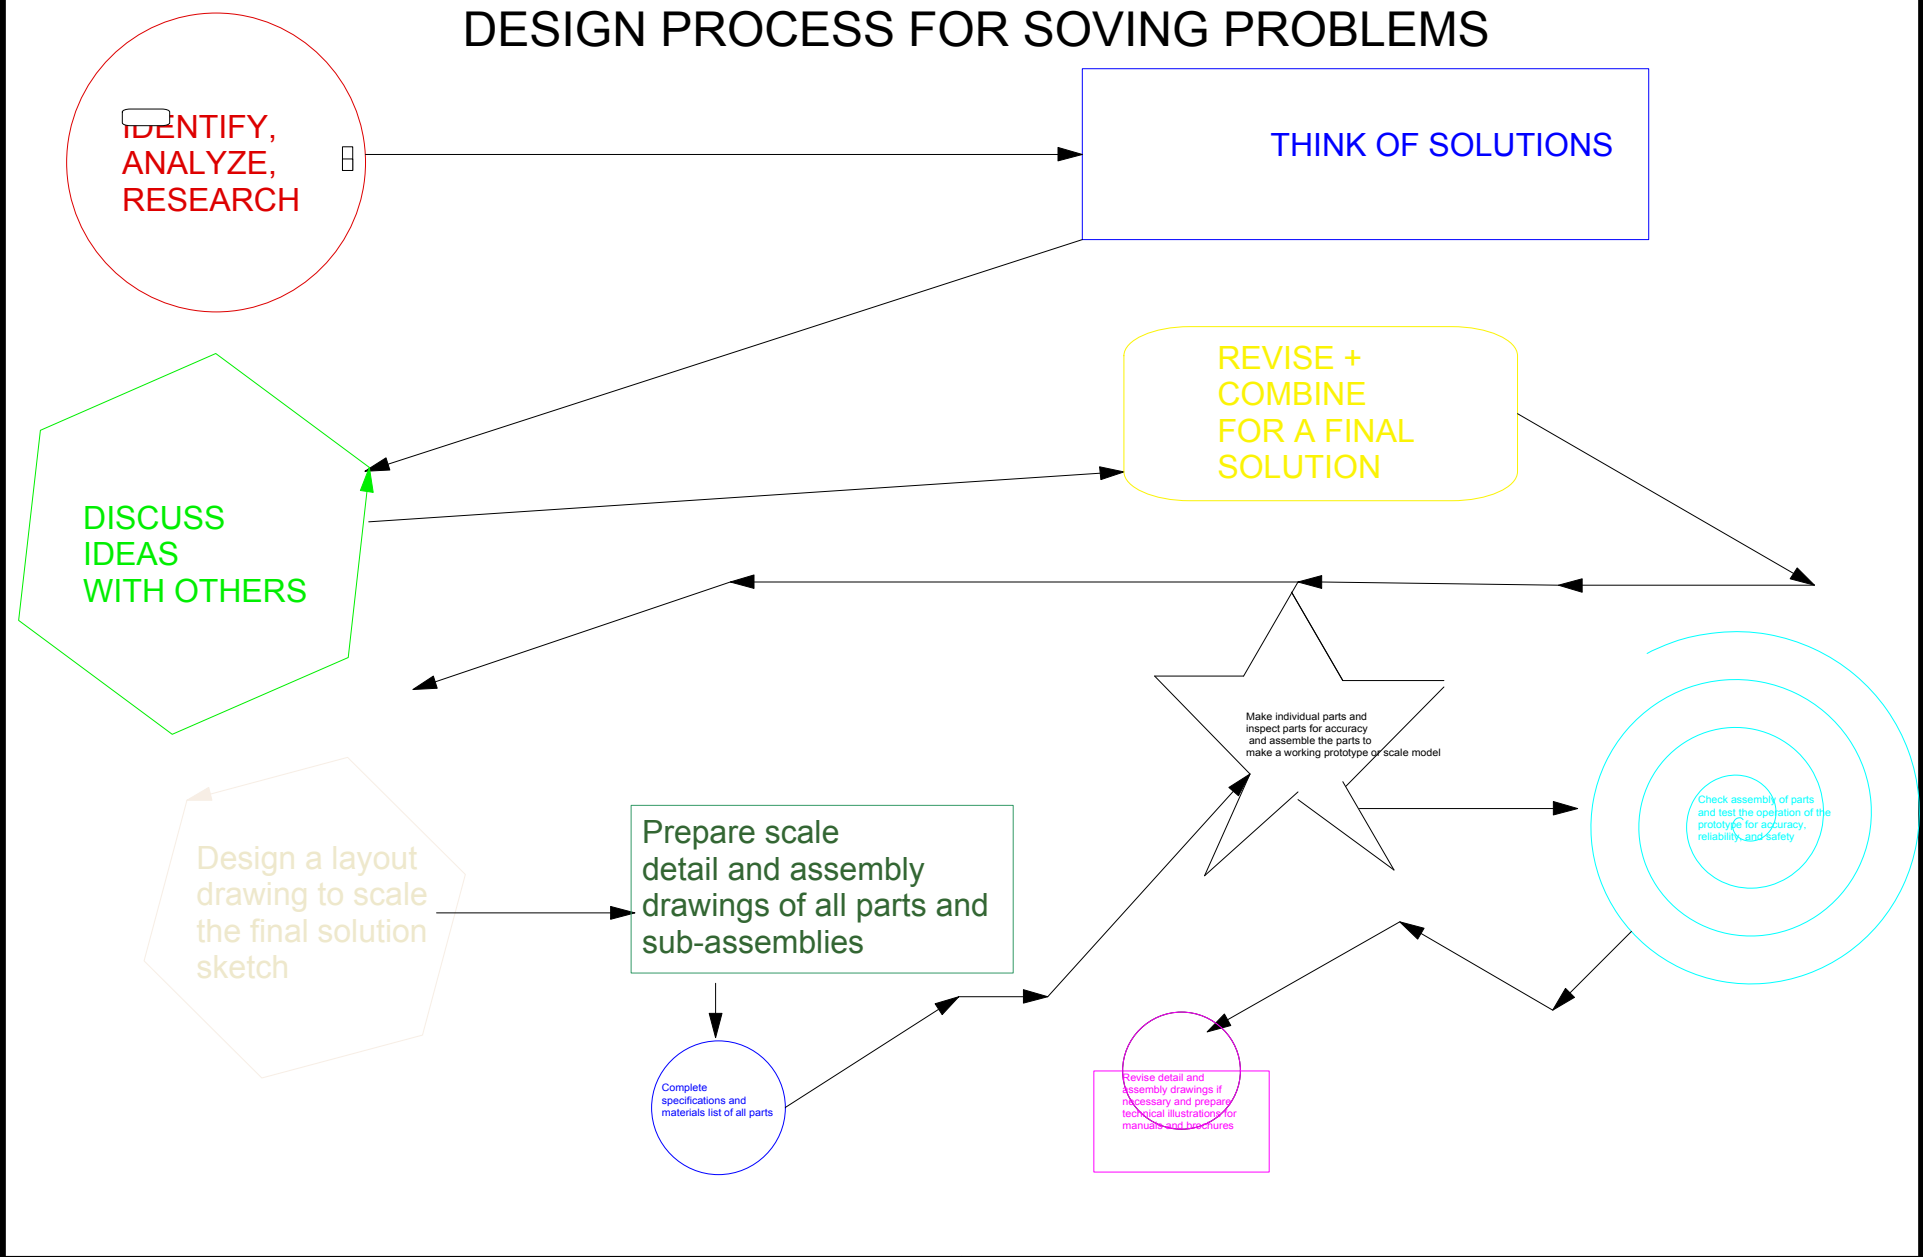 DESIGN PROCESS FOR SOVING PROBLEMS
IDENTIFY,
ANALYZE,
RESEARCH
THINK OF SOLUTIONS
DISCUSS
IDEAS
WITH OTHERS
REVISE +
COMBINE
FOR A FINAL
SOLUTION
Design a layout
drawing to scale
the final solution
sketch
Prepare scale
detail and assembly
drawings of all parts and
sub-assemblies
Complete
specifications and
materials list of all parts
Make individual parts and
inspect parts for accuracy
and assemble the parts to
make a working prototype or scale model
Check assembly of parts
and test the operation of the
prototype for accuracy,
reliability, and safety
Revise detail and
assembly drawings if
necessary and prepare
technical illustrations for
manuals and brochures